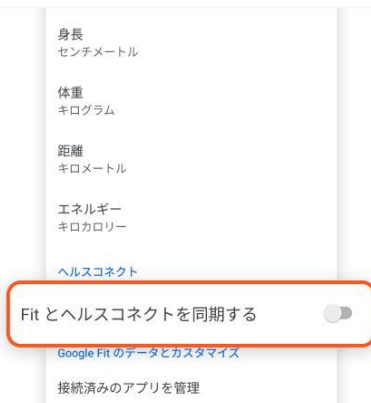 身長
センチメートル
体重
キログラム
距離
キロメートル
エネルギー
キロカロリー
ヘルスコネクト
Fit とヘルスコネクトを同期する
Google Fit のデータとカスタマイズ
接続済みのアプリを管理